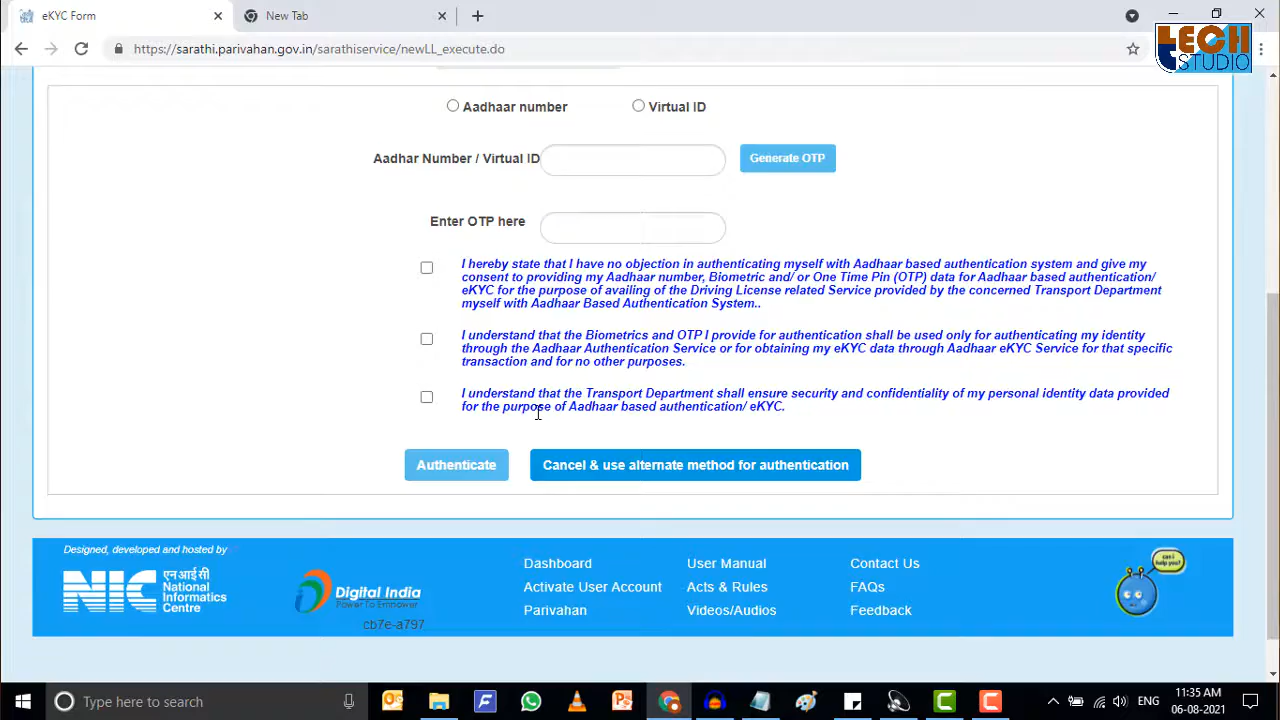 eKYC Form
New Tab
https://sarathi.parivahan.gov.in/sarathiservice/newLL_execute.do
LECH
STUDIO
Aadhaar number
Virtual ID
Aadhar Number / Virtual ID
Generate OTP
Enter OTP here
I hereby state that I have no objection in authenticating myself with Aadhaar based authentication system and give my
consent to providing my Aadhaar number, Biometric and/ or One Time Pin (OTP) data for Aadhaar based authentication/
eKYC for the purpose of availing of the Driving License related Service provided by the concerned Transport Department
myself with Aadhaar Based Authentication System..
I understand that the Biometrics and OTP I provide for authentication shall be used only for authenticating my identity
through the Aadhaar Authentication Service or for obtaining my eKYC data through Aadhaar eKYC Service for that specific
transaction and for no other purposes.
I understand that the Transport Department shall ensure security and confidentiality of my personal identity data provided
for the purpose of Aadhaar based authentication/ eKYC.
Authenticate
Cancel & use alternate method for authentication
Designed, developed and hosted by
NIC
एन आई सी
National
Informatics
Centre
Digital India
Power To Empower
cb7e-a797
Dashboard
User Manual
Contact Us
Activate User Account
Acts & Rules
FAQs
Parivahan
Videos/Audios
Feedback
can i
help you?
Type here to search
ENG
11:35 AM
06-08-2021